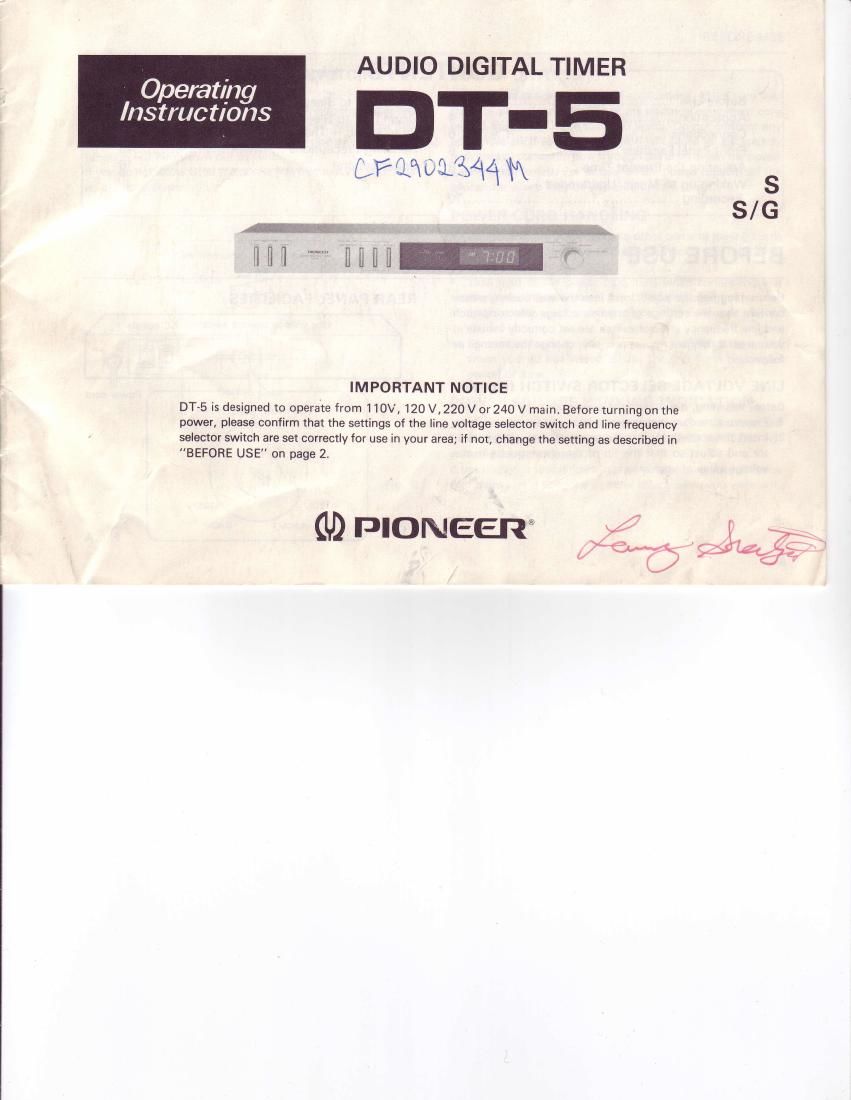 Operating
Instructions
AUDIO DIGITAL TIMER
DT-5
CF2902344M
S
S/G
PIONEER
7:00
IMPORTANT NOTICE
DT-5 is designed to operate from 110V, 120 V, 220 V or 240 V main. Before turning on the
power, please confirm that the settings of the line voltage selector switch and line frequency
selector switch are set correctly for use in your area; if not, change the setting as described in
"BEFORE USE" on page 2.
PIONEER®